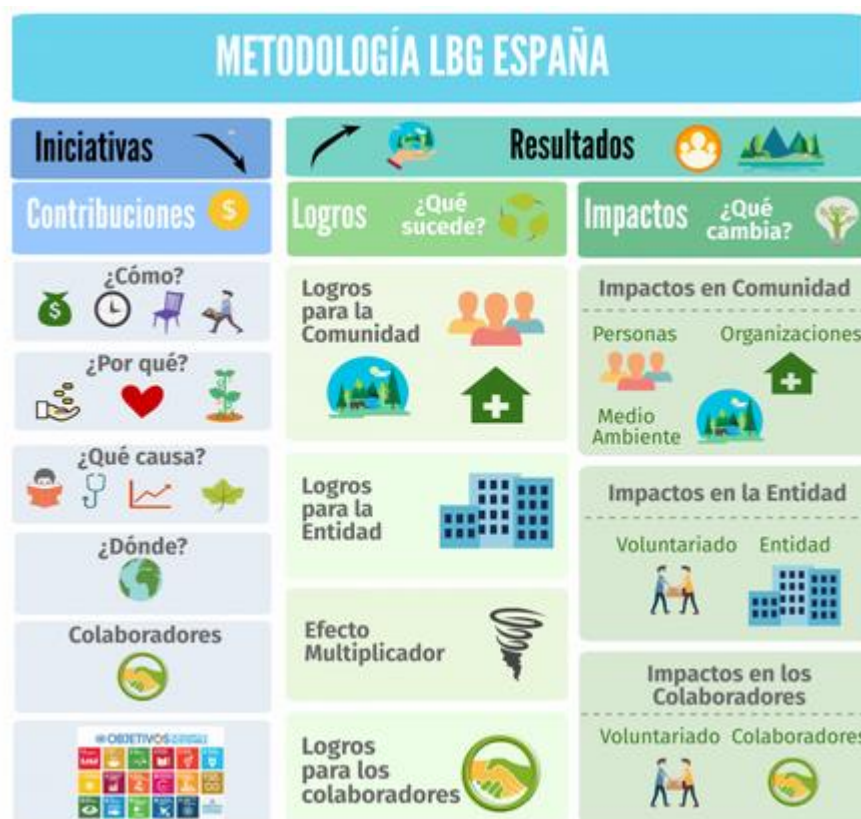 METODOLOGÍA LBG ESPAÑA
Iniciativas
Resultados
Contribuciones
$
Logros
¿Qué
sucede?
Impactos
¿Qué
cambia?
¿Cómo?
$
¿Por qué?
¿Qué causa?
¿Dónde?
Colaboradores
OBJETIVOS
Logros
para la
Comunidad
Logros
para la
Entidad
Efecto
Multiplicador
Logros
para los
colaboradores
Impactos en Comunidad
Personas
Organizaciones
Medio
Ambiente
Impactos en la Entidad
Voluntariado
Entidad
Impactos en los
Colaboradores
Voluntariado
Colaboradores